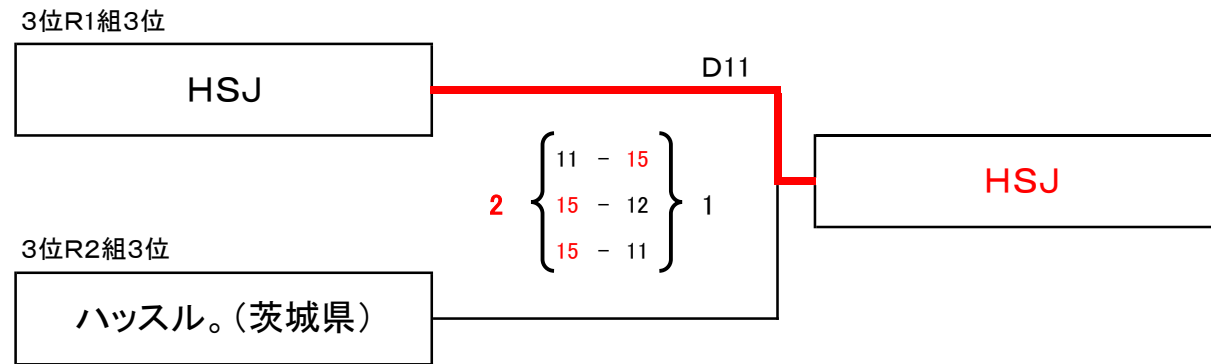 3位R1組3位
HSJ
D11
11 - 15
2 15 - 12 1
15 - 11
HSJ
3位R2組3位
ハッスル。(茨城県)